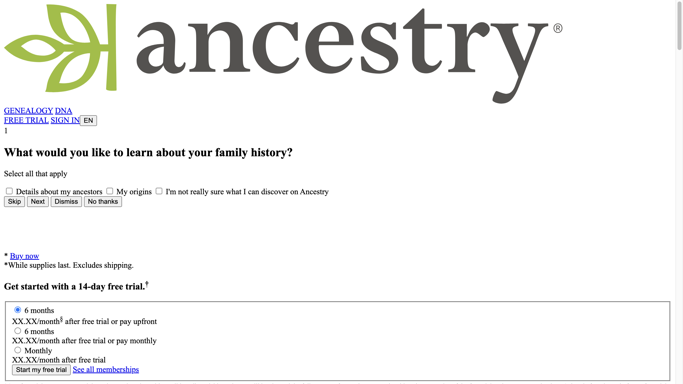 ancestry®
GENEALOGY DNA
FREE TRIAL SIGN IN EN
1
What would you like to learn about your family history?
Select all that apply
Details about my ancestors My origins I'm not really sure what I can discover on Ancestry
Skip Next Dismiss No thanks
* Buy now
*While supplies last. Excludes shipping.
Get started with a 14-day free trial.†
6 months
XX.XX/month§ after free trial or pay upfront
6 months
XX.XX/month after free trial or pay monthly
Monthly
XX.XX/month after free trial
Start my free trial See all memberships